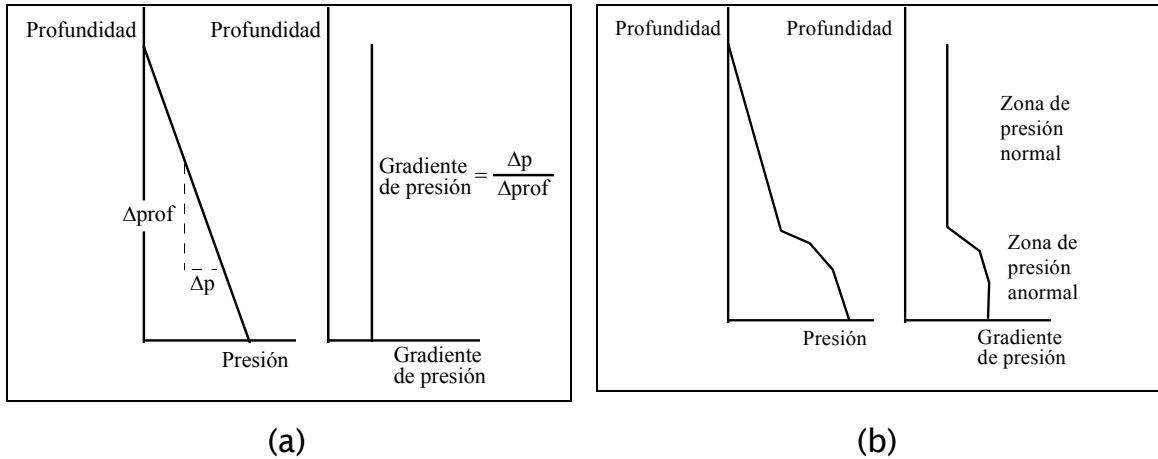 Profundidad
Profundidad
Gradiente
de presión
=
Δp
Δprof
Δprof
Δp
Presión
Gradiente
de presión
(a)
Profundidad
Profundidad
Zona de
presión
normal
Zona de
presión
anormal
Presión
Gradiente
de presión
(b)